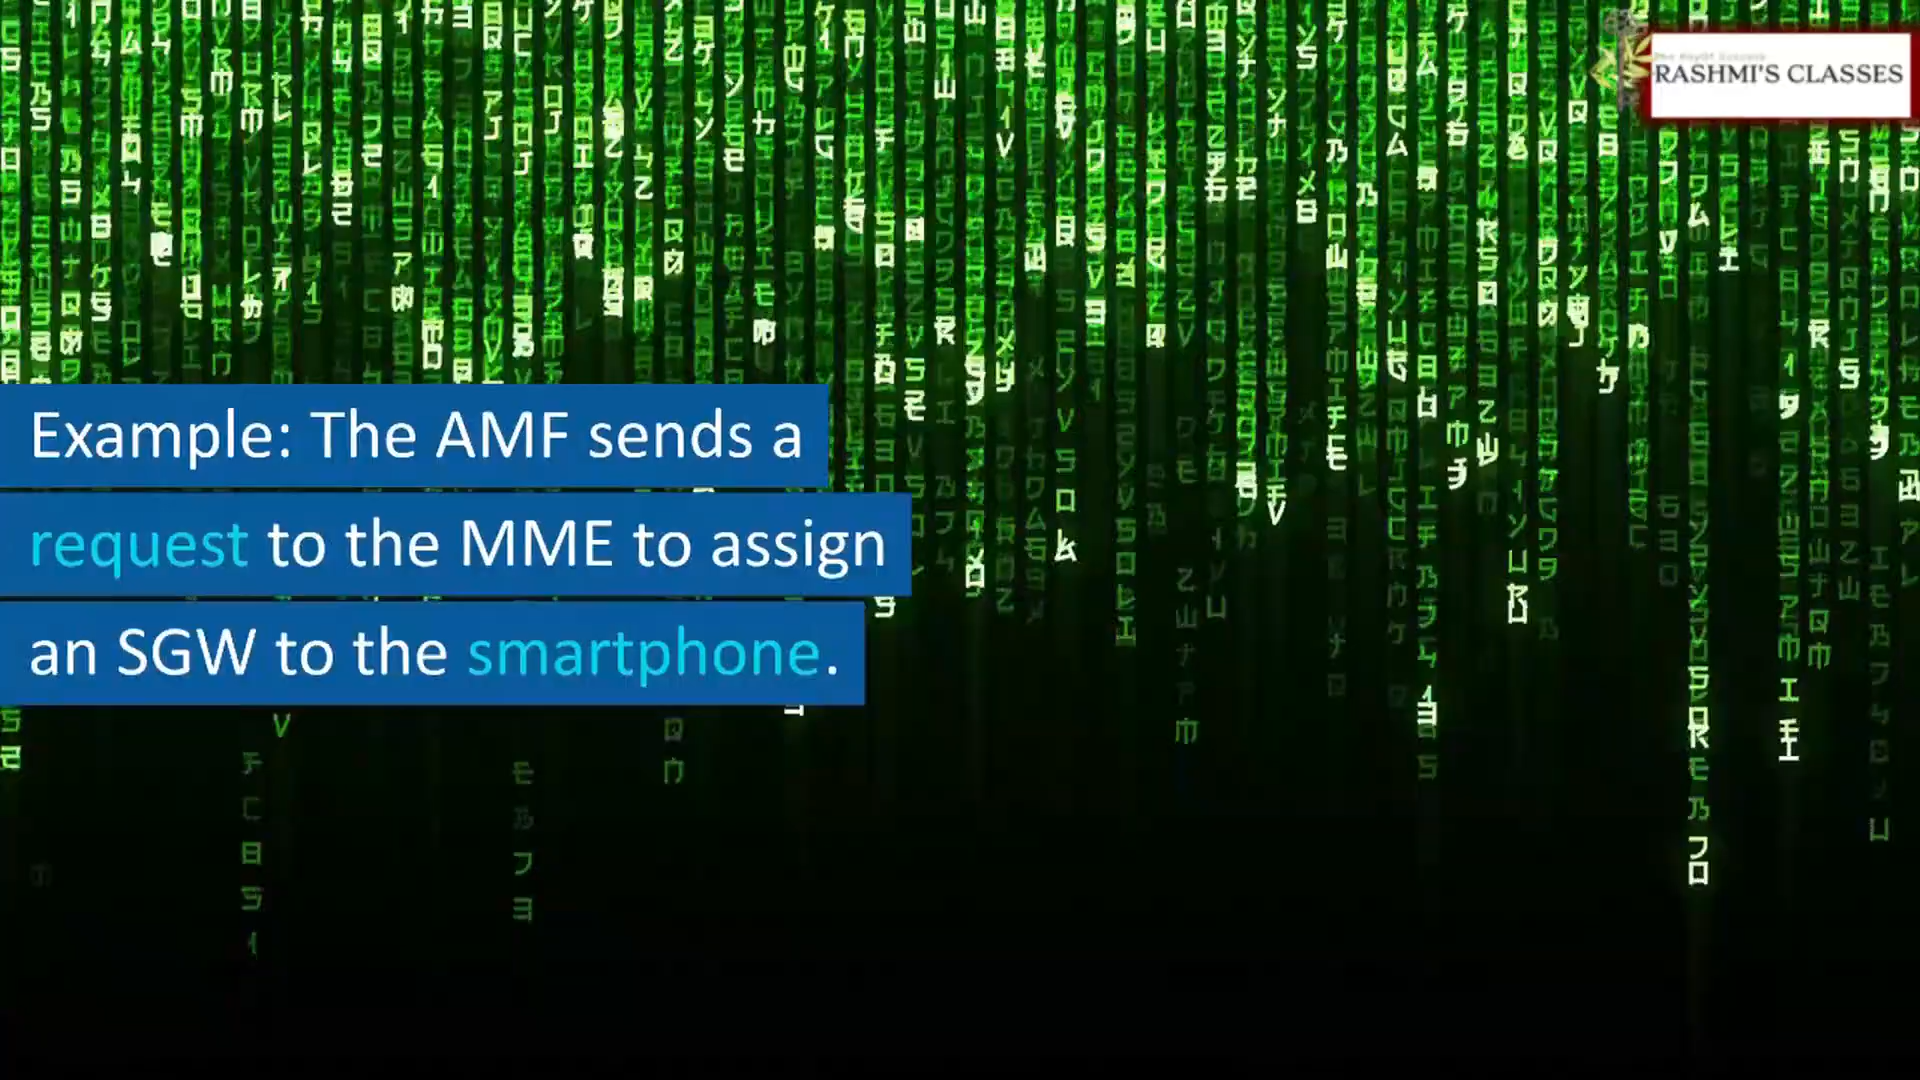 RASHMI'S CLASSES
Example: The AMF sends a
request to the MME to assign
an SGW to the smartphone.